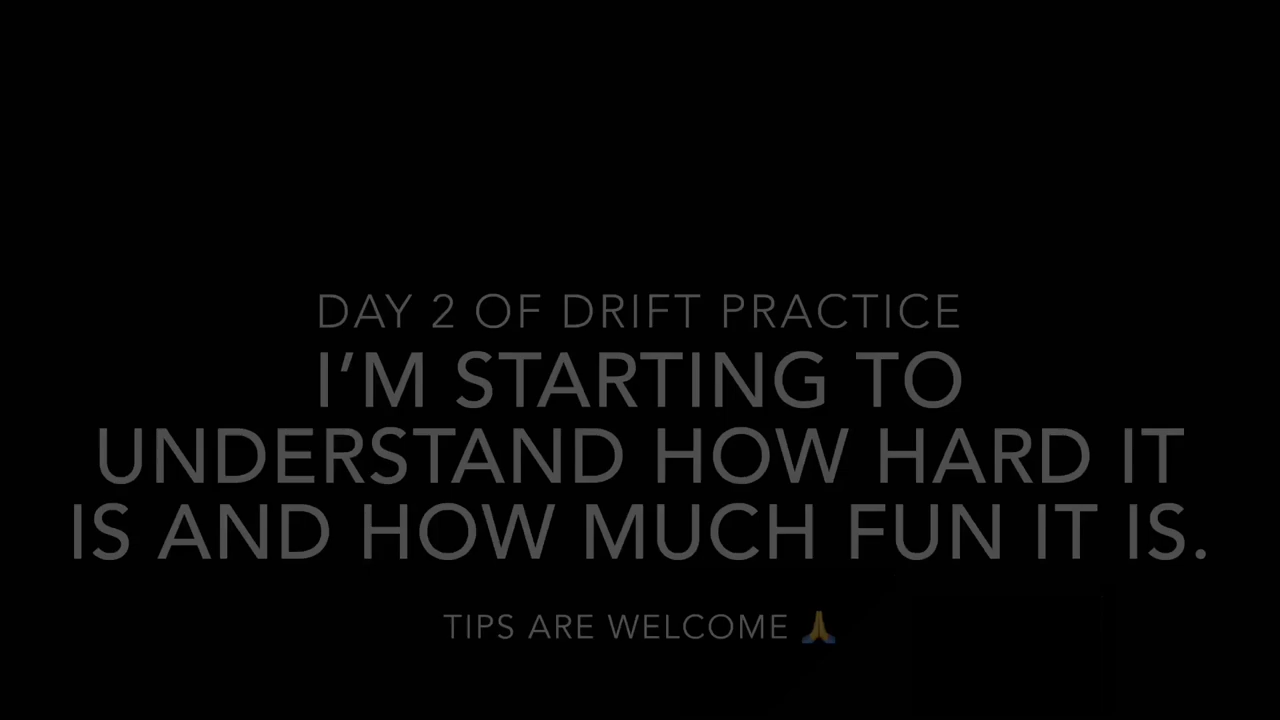 DAY 2 OF DRIFT PRACTICE
I’M STARTING TO
UNDERSTAND HOW HARD IT
IS AND HOW MUCH FUN IT IS.
TIPS ARE WELCOME 🙏